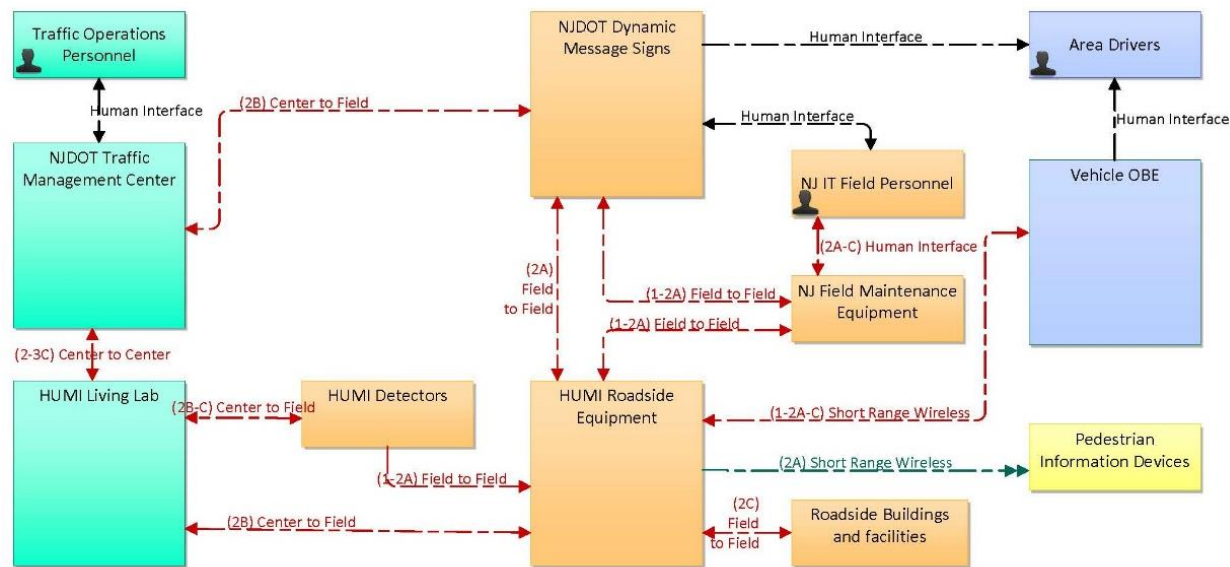 Traffic Operations
Personnel
NJDOT Dynamic
Message Signs
Human Interface
Area Drivers
Human Interface
(2B) Center to Field
Human Interface
Human Interface
NJDOT Traffic
Management Center
NJ IT Field Personnel
Vehicle OBE
(2A-C) Human Interface
(2A)
Field
to Field
(1-2A) Field to Field
NJ Field Maintenance
Equipment
(1-2A) Field to Field
(2-3C) Center to Center
HUMI Living Lab
(2B-C) Center to Field
HUMI Detectors
HUMI Roadside
Equipment
(1-2A-C) Short Range Wireless
Pedestrian
Information Devices
(2A) Short Range Wireless
(1-2A) Field to Field
(2B) Center to Field
(2C)
Field
to Field
Roadside Buildings
and facilities